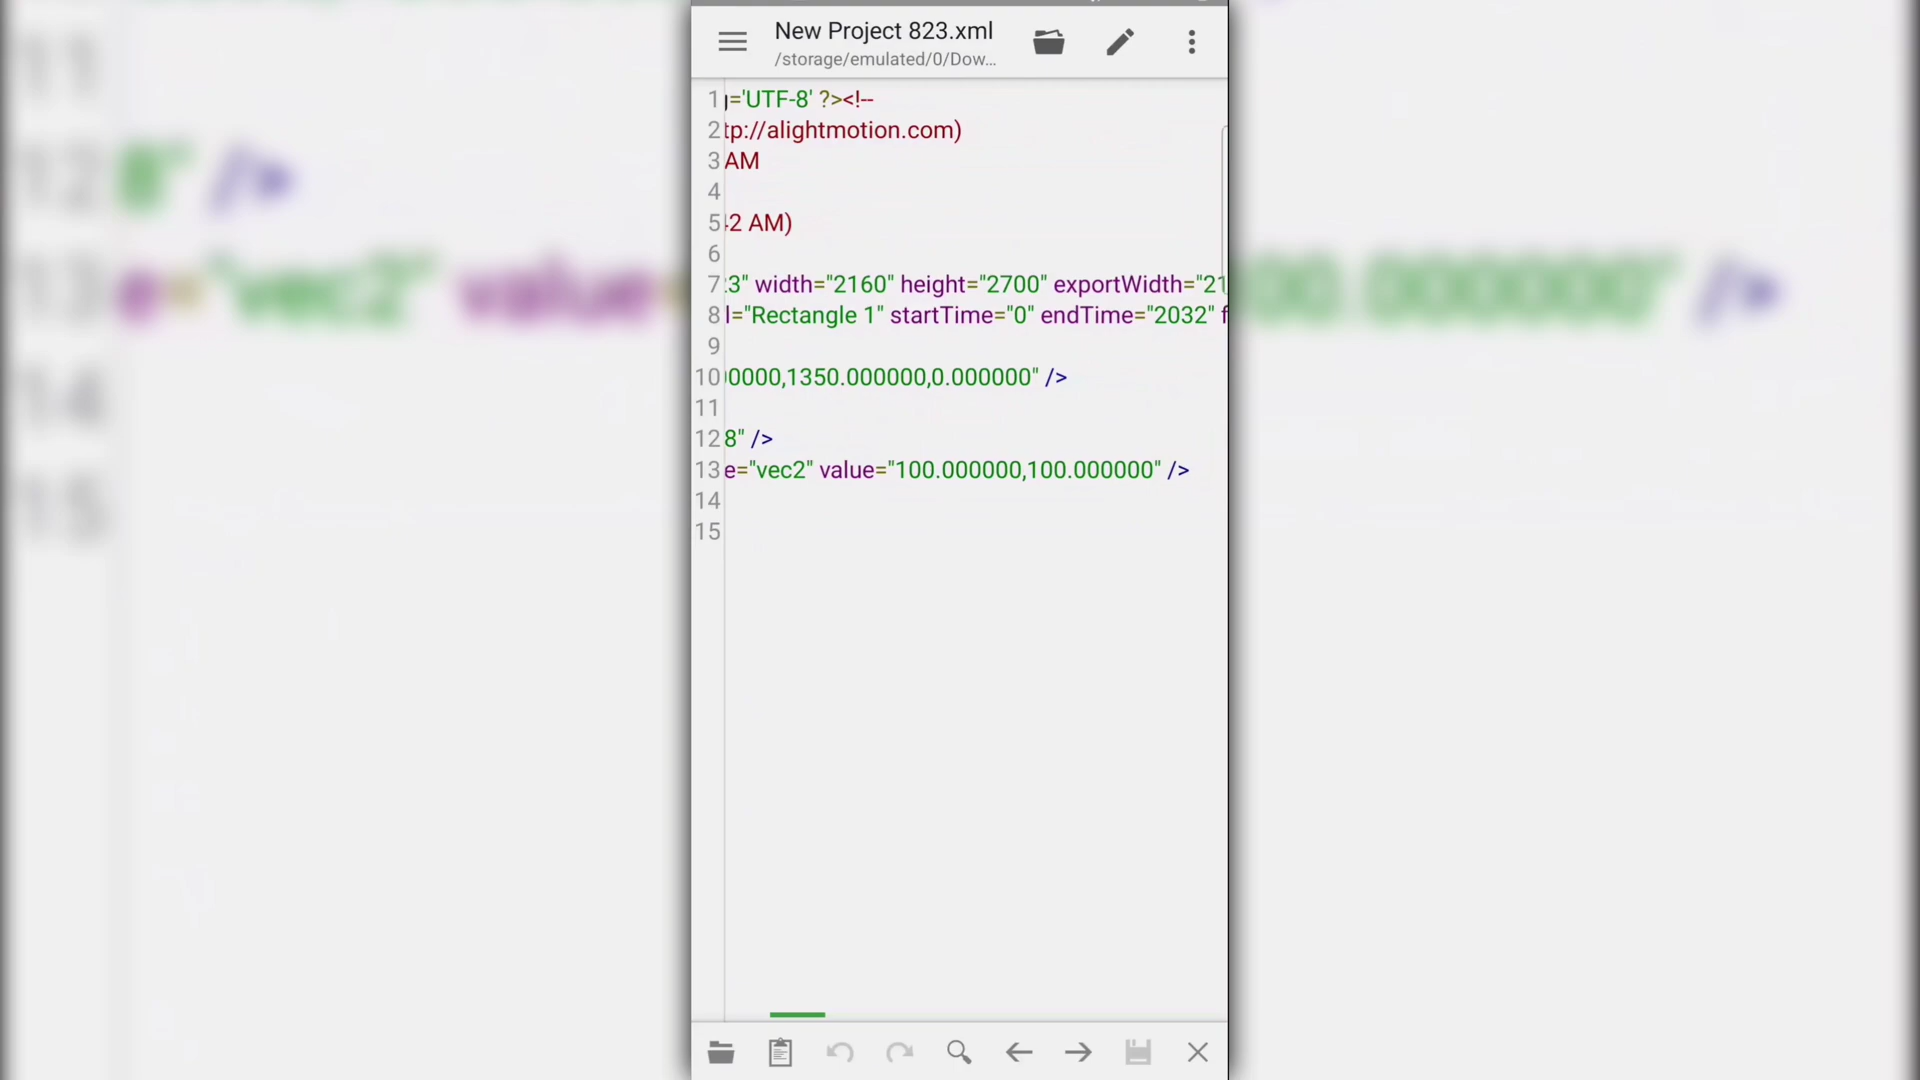 New Project 823.xml
/storage/emulated/0/Dow...
1 ='UTF-8' ?><!--
2 tp://alightmotion.com)
3 AM
4
5 2 AM)
6
7 3" width="2160" height="2700" exportWidth="21
8 l="Rectangle 1" startTime="0" endTime="2032" f
9
10 0000,1350.000000,0.000000" />
11
12 8" />
13 e="vec2" value="100.000000,100.000000" />
14
15